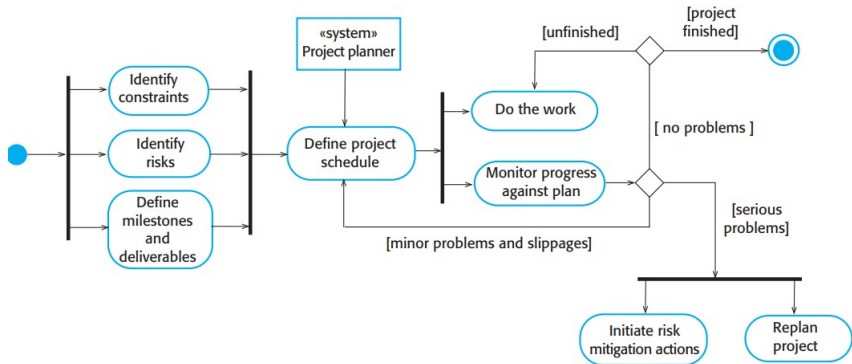 «system»
Project planner
[unfinished]
[project
finished]
Identify
constraints
Do the work
[ no problems ]
Identify
risks
Define project
schedule
Monitor progress
against plan
Define
milestones
and
deliverables
[serious
problems]
[minor problems and slippages]
Initiate risk
mitigation actions
Replan
project